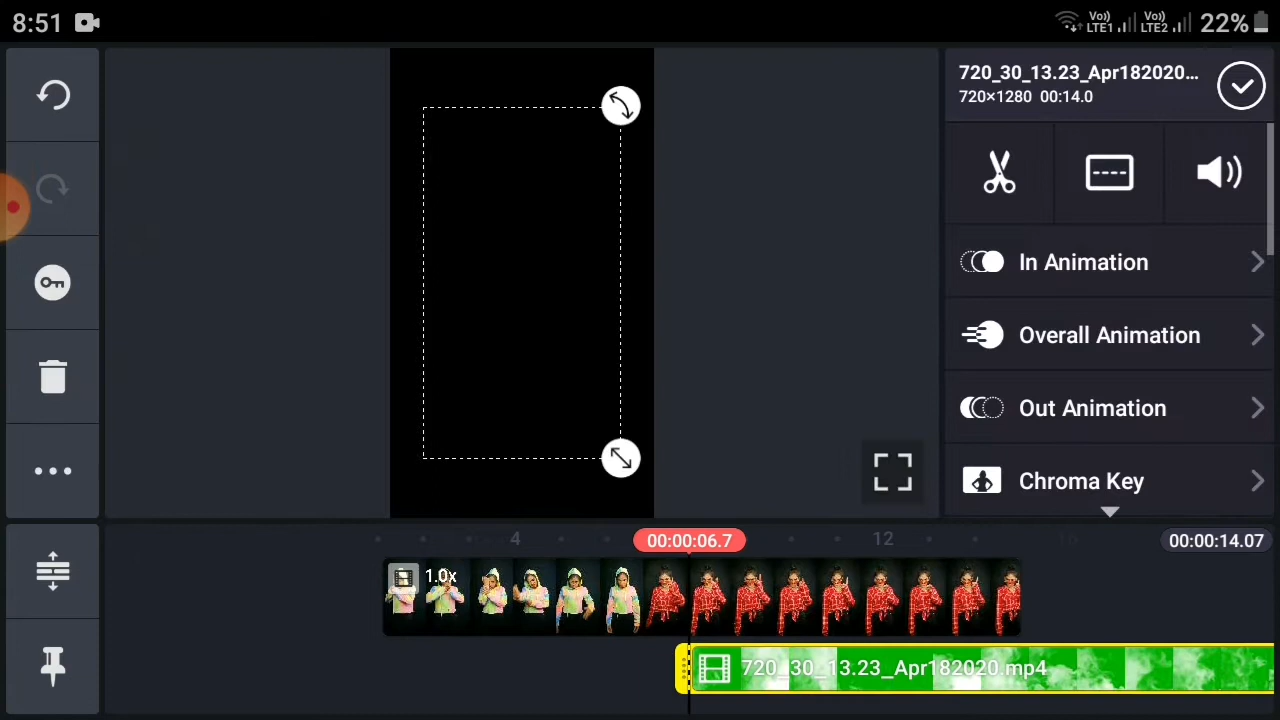 8:51
Vo)) LTE1 Vo)) LTE2 22%
720_30_13.23_Apr182020...
720×1280 00:14.0
In Animation
Overall Animation
Out Animation
Chroma Key
4
00:00:06.7
12
16
00:00:14.07
1.0x
720_30_13.23_Apr182020.mp4